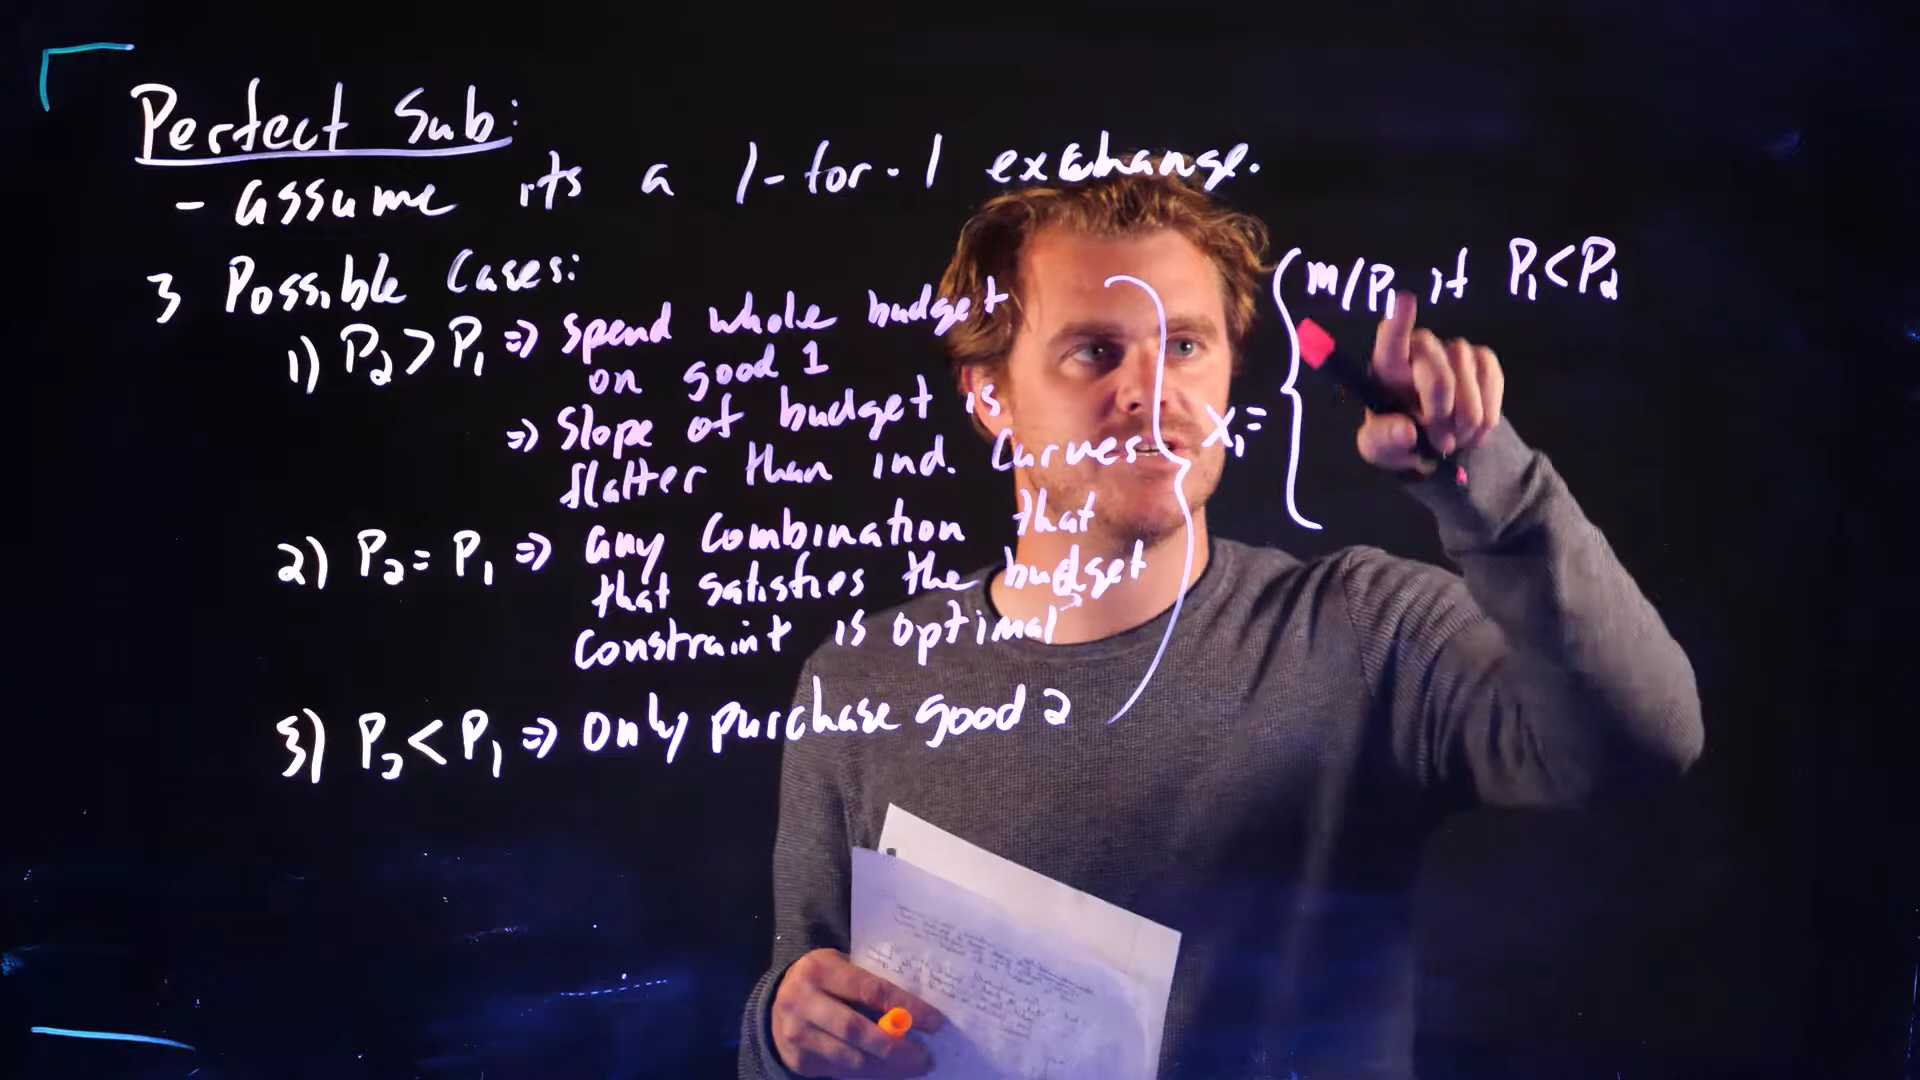 Perfect Sub:
- assume its a 1-for-1 exchange.
3 Possible Cases:
1) P₂ > P₁ ⇒ Spend whole budget
on good 1
⇒ Slope of budget is
flatter than ind. Curves
2) P₂ = P₁ ⇒ any combination that
that satisfies the budget
constraint is optimal
3) P₂ < P₁ ⇒ only purchase good 2
x₁ = { m/P₁ if P₁ < P₂